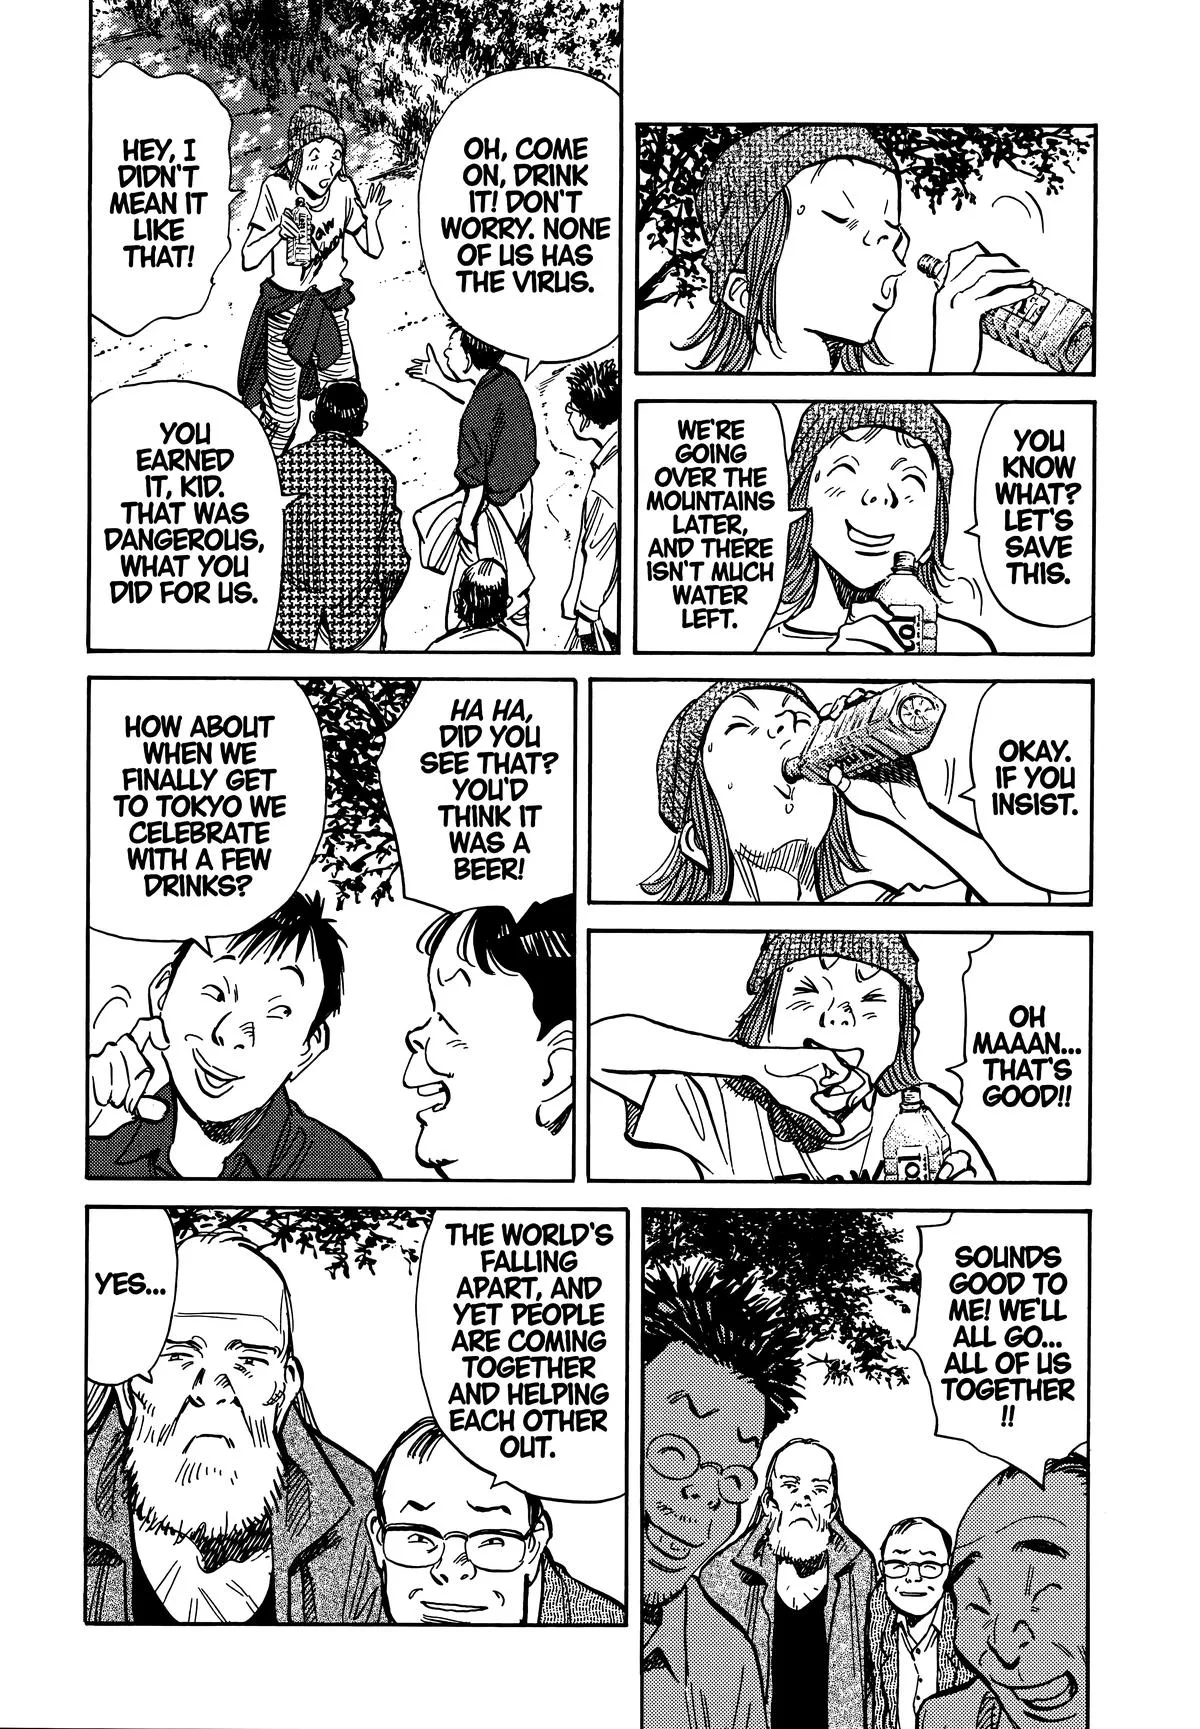 YOU
KNOW
WHAT?
LET'S
SAVE
THIS.
WE'RE
GOING
OVER THE
MOUNTAINS
LATER,
AND THERE
ISN'T MUCH
WATER
LEFT.
OH, COME
ON, DRINK
IT! DON'T
WORRY. NONE
OF US HAS
THE VIRUS.
HEY, I
DIDN'T
MEAN IT
LIKE
THAT!
YOU
EARNED
IT, KID.
THAT WAS
DANGEROUS,
WHAT YOU
DID FOR US.
OKAY.
IF YOU
INSIST.
OH
MAAAN...
THAT'S
GOOD!!
HA HA,
DID YOU
SEE THAT?
YOU'D
THINK IT
WAS A
BEER!
HOW ABOUT
WHEN WE
FINALLY GET
TO TOKYO WE
CELEBRATE
WITH A FEW
DRINKS?
SOUNDS
GOOD TO
ME! WE'LL
ALL GO...
ALL OF US
TOGETHER
!!
THE WORLD'S
FALLING
APART, AND
YET PEOPLE
ARE COMING
TOGETHER
AND HELPING
EACH OTHER
OUT.
YES...